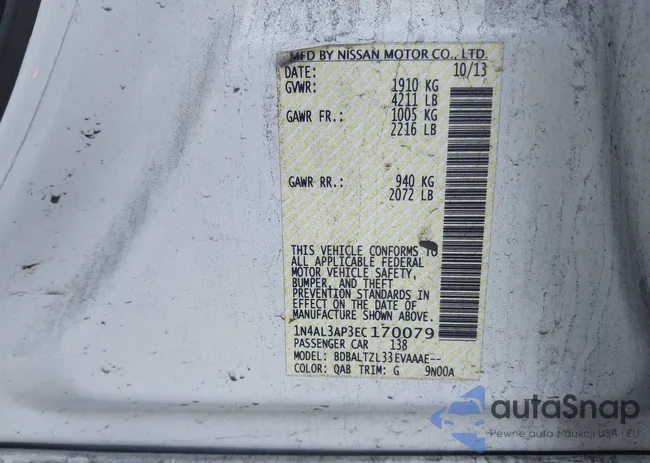 MFD BY NISSAN MOTOR CO., LTD.
DATE: 10/13
GVWR: 1910 KG
4211 LB
GAWR FR.: 1005 KG
2216 LB
GAWR RR.: 940 KG
2072 LB
THIS VEHICLE CONFORMS TO
ALL APPLICABLE FEDERAL
MOTOR VEHICLE SAFETY,
BUMPER, AND THEFT
PREVENTION STANDARDS IN
EFFECT ON THE DATE OF
MANUFACTURE SHOWN ABOVE.
1N4AL3AP3EC170079
PASSENGER CAR 138
MODEL: BDBALTZL33EVAAAE--
COLOR: QAB TRIM: G 9N00A
autaSnap
Pewne auto z aukcji USA i EU